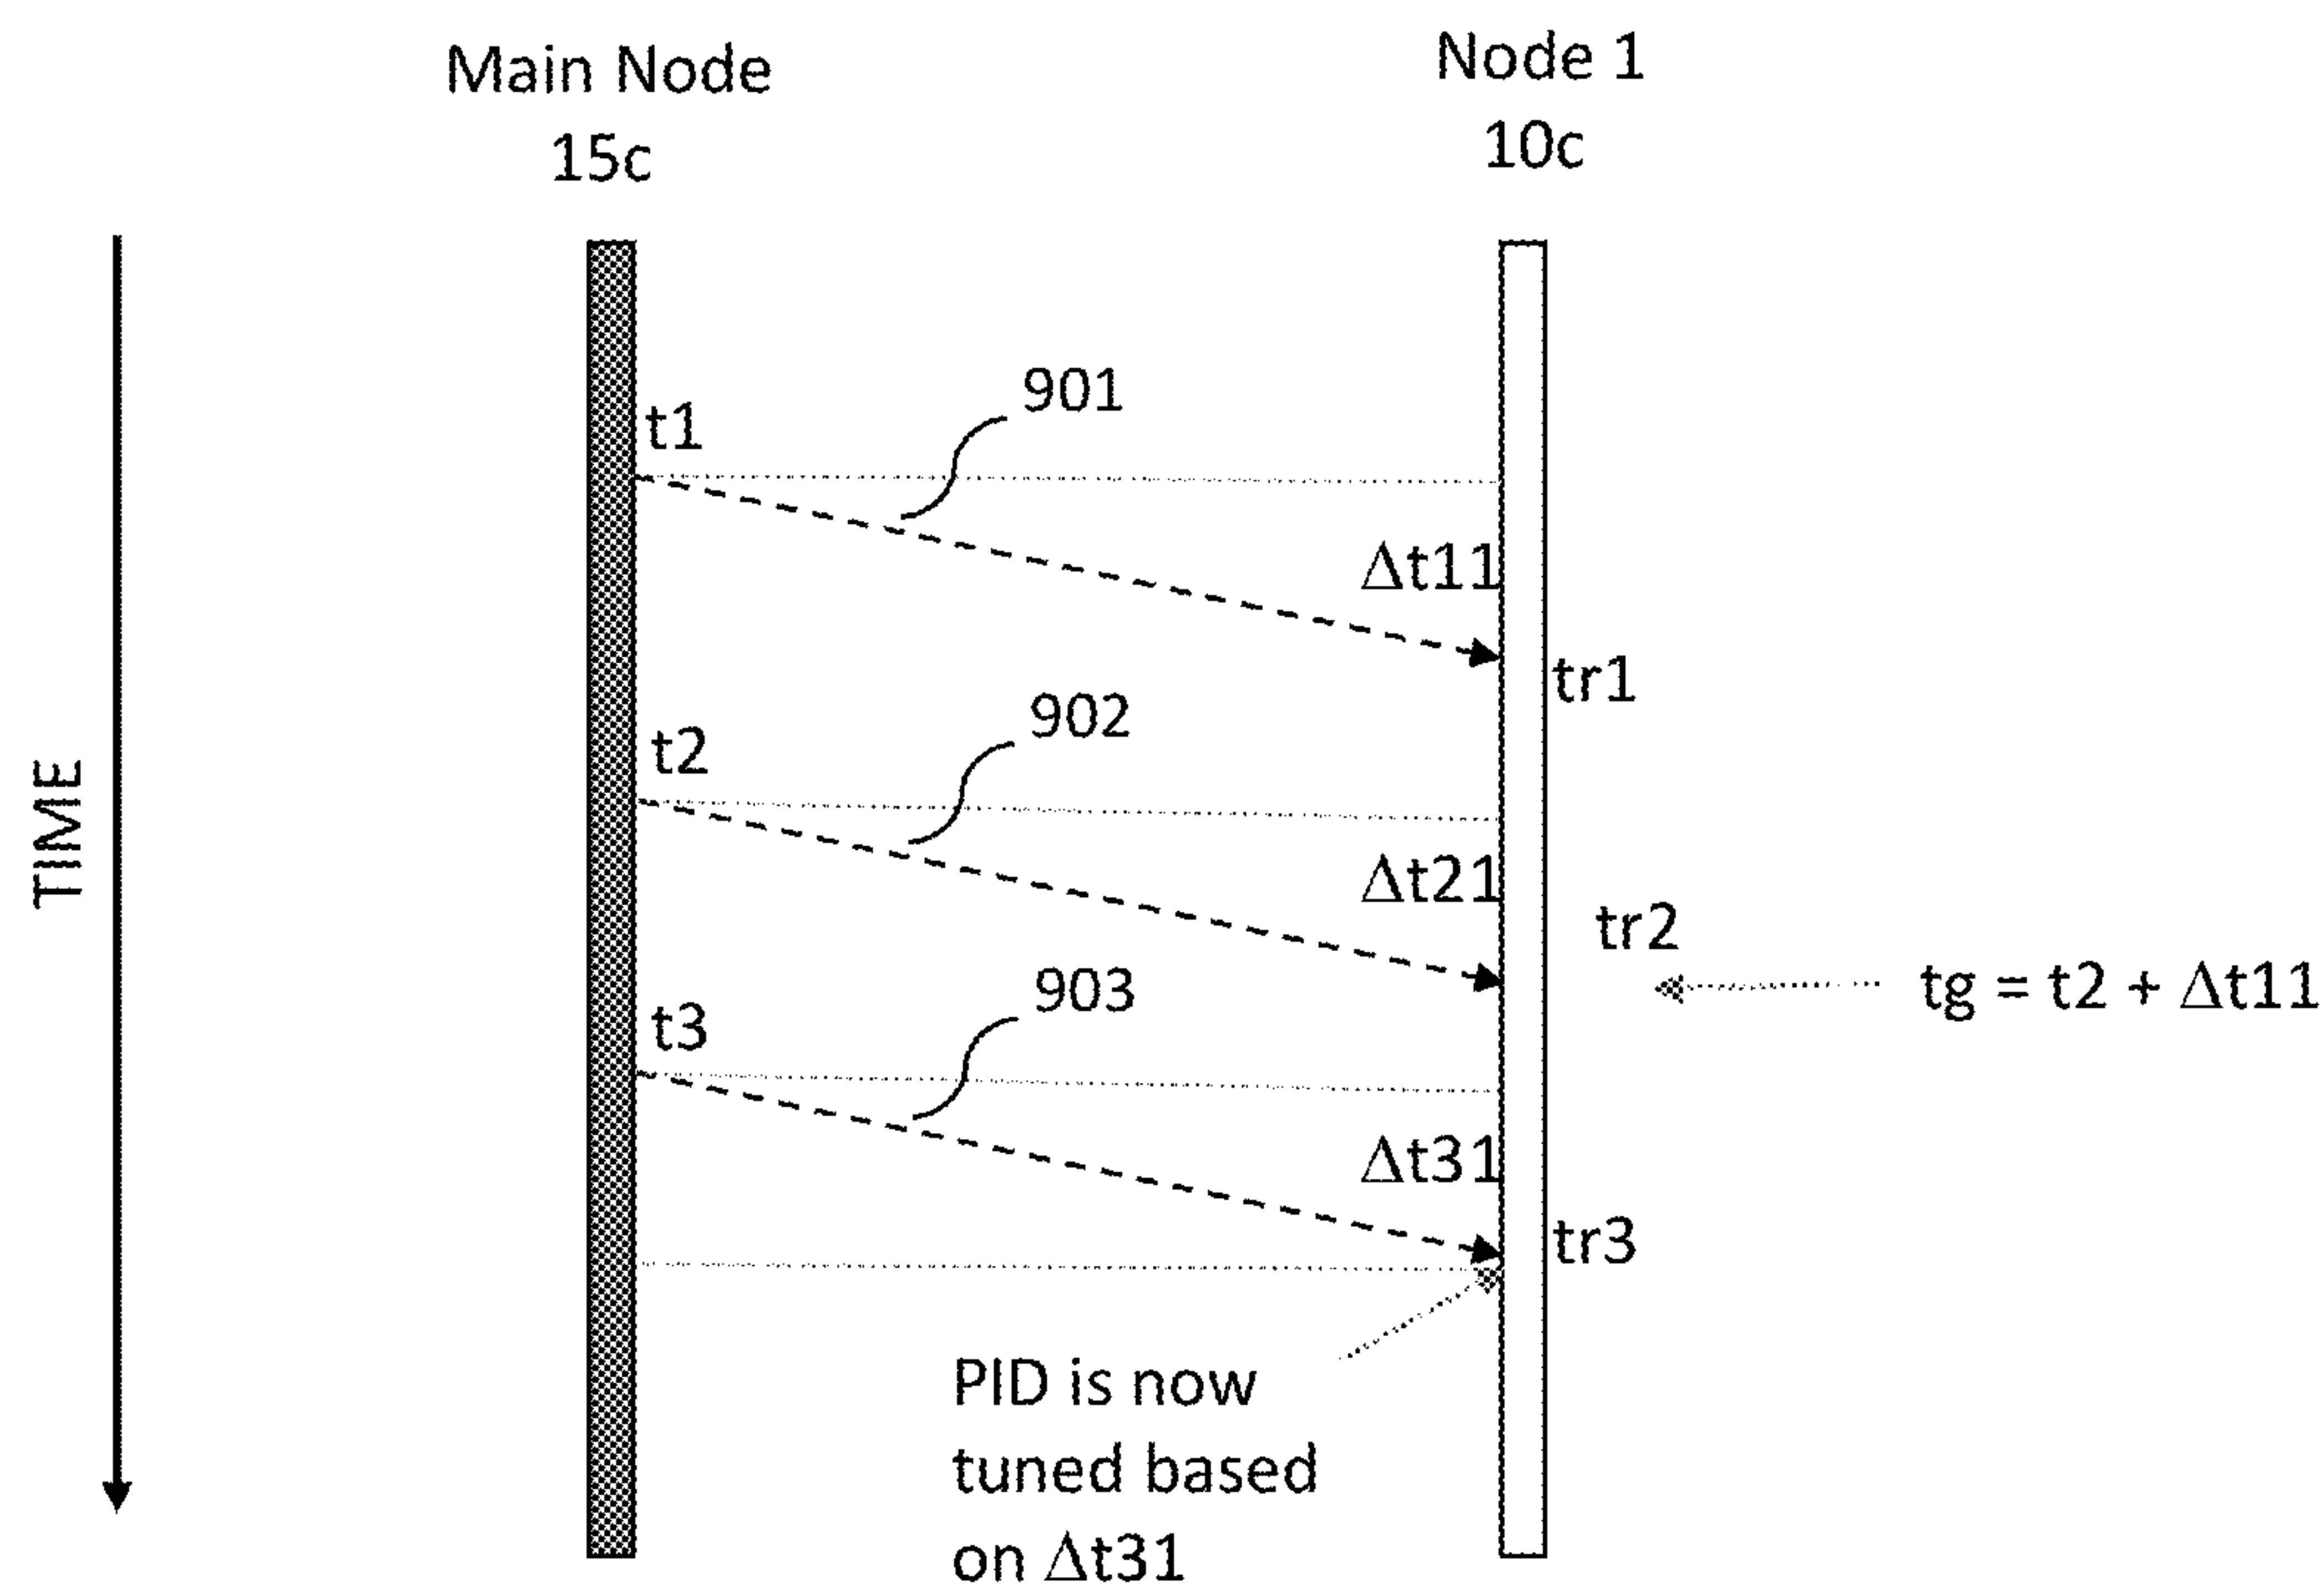 Main Node
15c
Node 1
10c
901
t1
Δt11
tr1
902
t2
Δt21
tr2
903
tg = t2 + Δt11
t3
Δt31
tr3
TIME
PID is now
tuned based
on Δt31